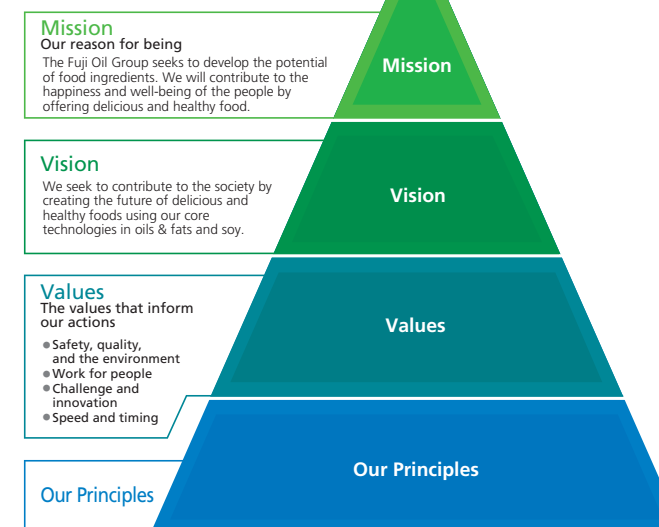 Mission
Our reason for being
The Fuji Oil Group seeks to develop the potential
of food ingredients. We will contribute to the
happiness and well-being of the people by
offering delicious and healthy food.
Mission
Vision
We seek to contribute to the society by
creating the future of delicious and
healthy foods using our core
technologies in oils & fats and soy.
Vision
Values
The values that inform
our actions
●Safety, quality,
and the environment
●Work for people
●Challenge and
innovation
●Speed and timing
Values
Our Principles
Our Principles